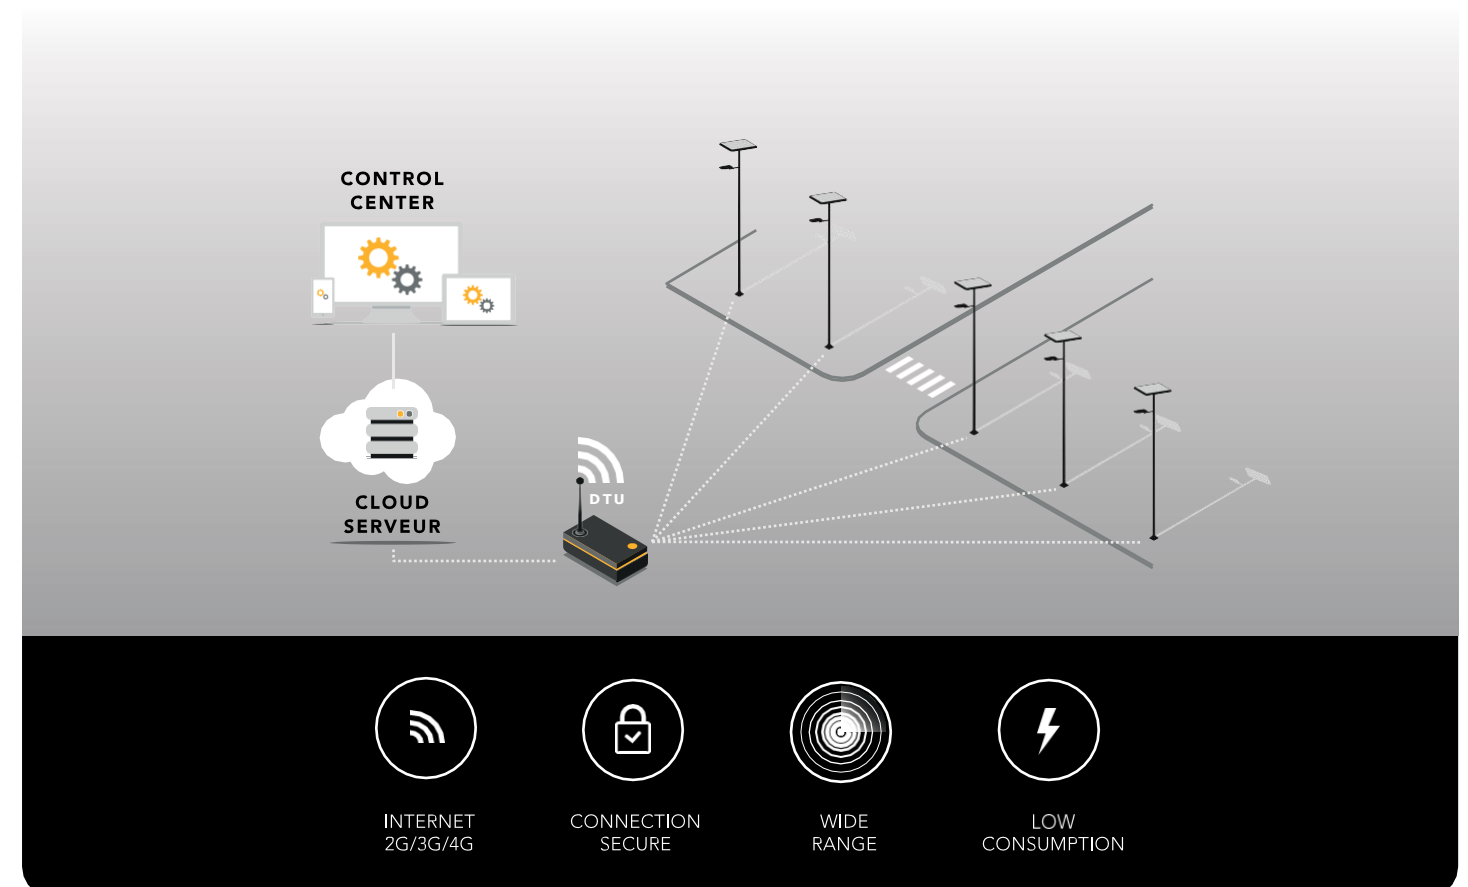 CONTROL
CENTER
CLOUD
SERVEUR
DTU
INTERNET
2G/3G/4G
CONNECTION
SECURE
WIDE
RANGE
LOW
CONSUMPTION